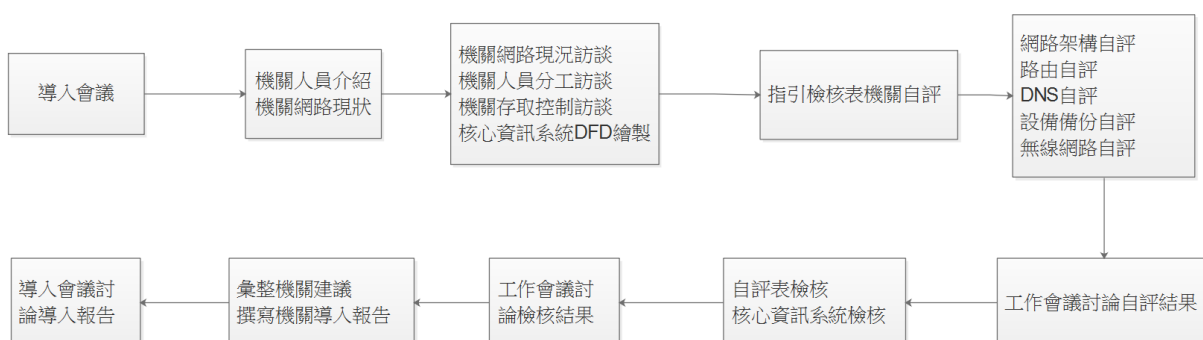 導入會議
機關人員介紹
機關網路現狀
機關網路現況訪談
機關人員分工訪談
機關存取控制訪談
核心資訊系統DFD繪製
指引檢核表機關自評
網路架構自評
路由自評
DNS自評
設備備份自評
無線網路自評
工作會議討論自評結果
自評表檢核
核心資訊系統檢核
工作會議討
論檢核結果
彙整機關建議
撰寫機關導入報告
導入會議討
論導入報告